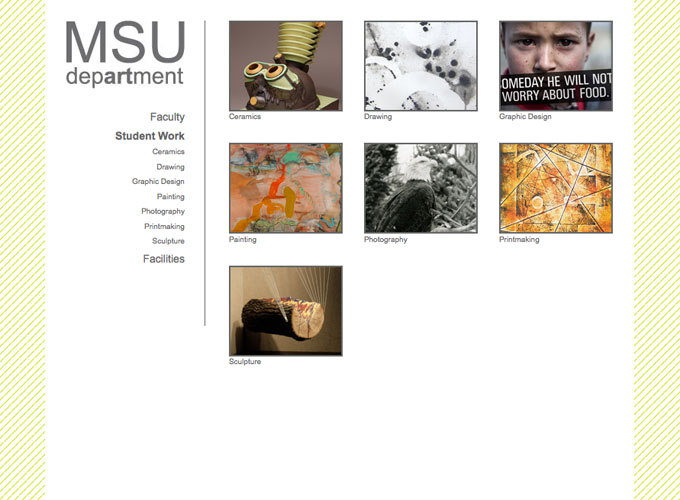 MSU
department
Faculty
Student Work
Ceramics
Drawing
Graphic Design
Painting
Photography
Printmaking
Sculpture
Facilities
Ceramics
Drawing
SOMEDAY HE WILL NOT
WORRY ABOUT FOOD.
Graphic Design
Painting
Photography
Printmaking
Sculpture